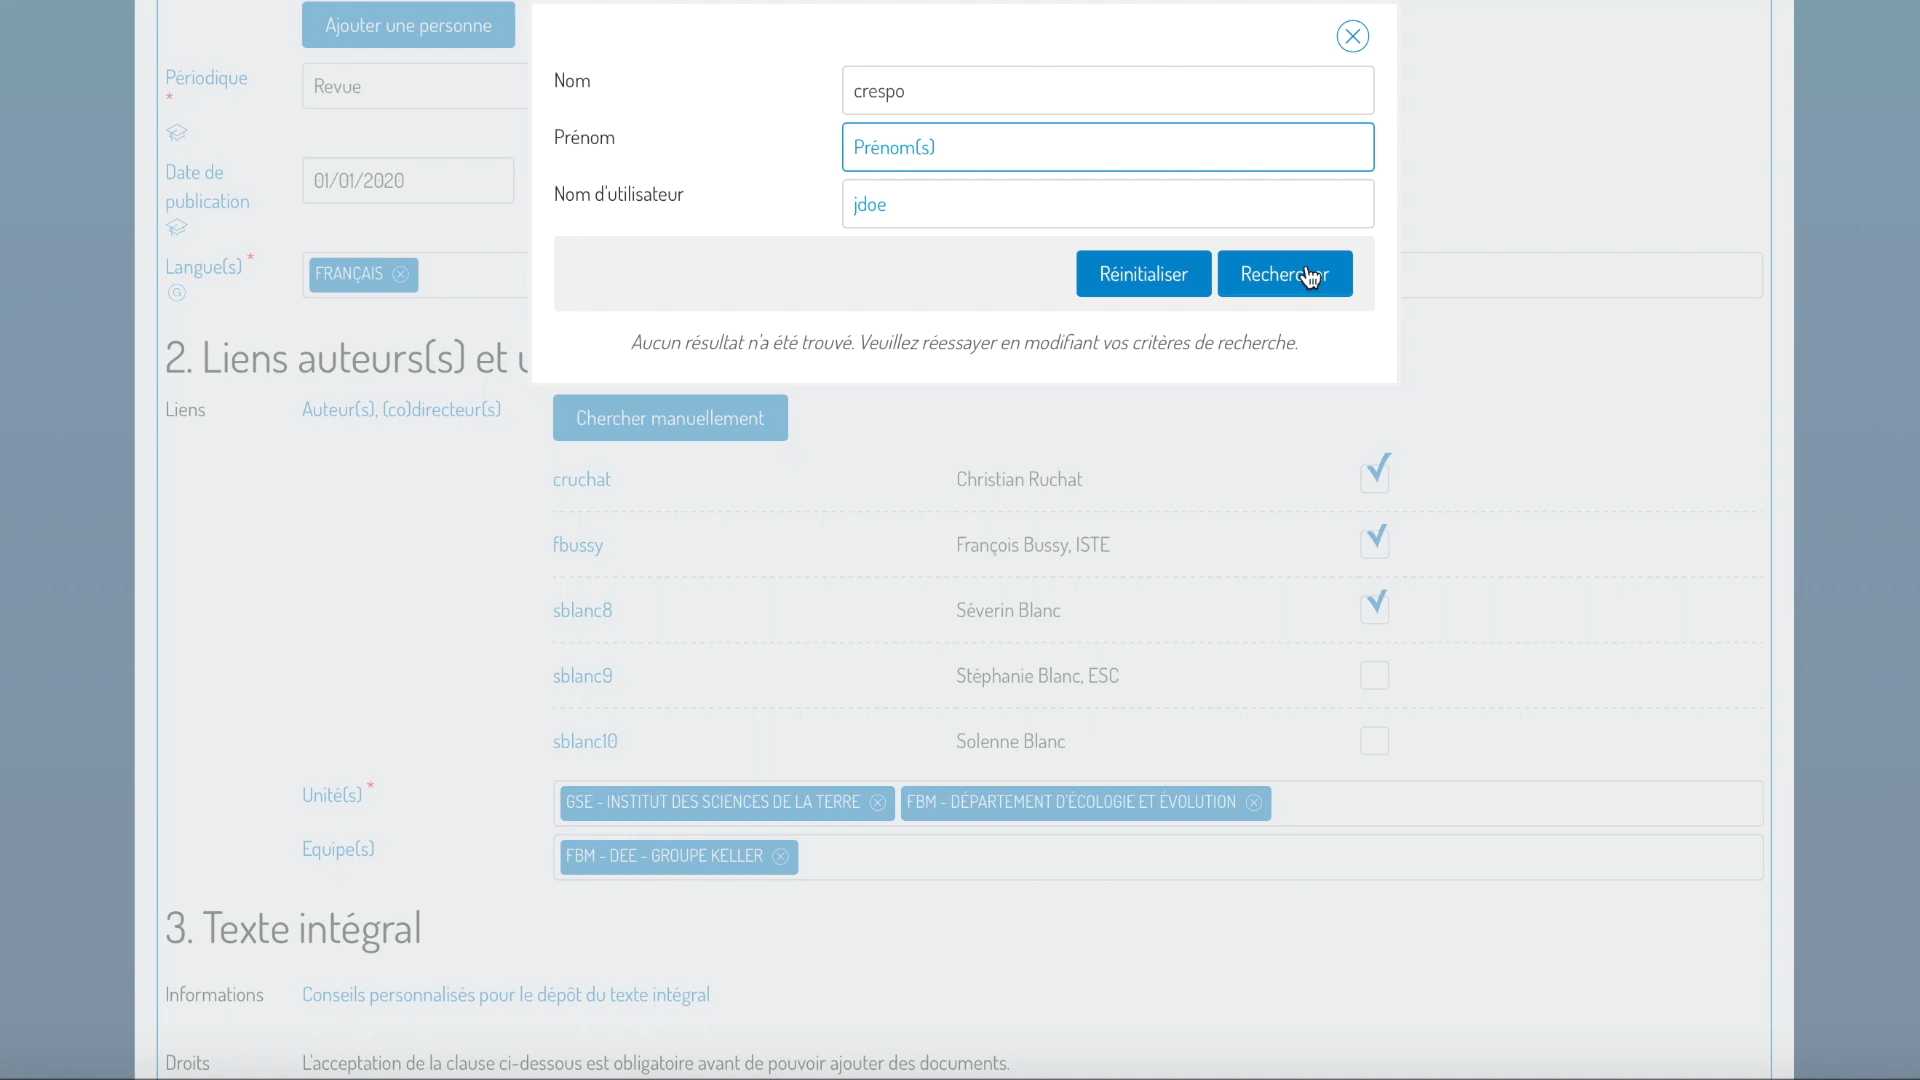 Ajouter une personne
Périodique
*
Revue
Date de
publication
01/01/2020
Langue(s) *
FRANÇAIS
Nom
crespo
Prénom
Prénom(s)
Nom d'utilisateur
jdoe
Réinitialiser
Rechercher
Aucun résultat n'a été trouvé. Veuillez réessayer en modifiant vos critères de recherche.
2. Liens auteurs(s) et
Liens
Auteur(s), (co)directeur(s)
Chercher manuellement
cruchat
Christian Ruchat
fbussy
François Bussy, ISTE
sblanc8
Séverin Blanc
sblanc9
Stéphanie Blanc, ESC
sblanc10
Solenne Blanc
Unité(s) *
GSE - INSTITUT DES SCIENCES DE LA TERRE
FBM - DÉPARTEMENT D'ÉCOLOGIE ET ÉVOLUTION
Equipe(s)
FBM - DEE - GROUPE KELLER
3. Texte intégral
Informations
Conseils personnalisés pour le dépôt du texte intégral
Droits
L'acceptation de la clause ci-dessous est obligatoire avant de pouvoir ajouter des documents.